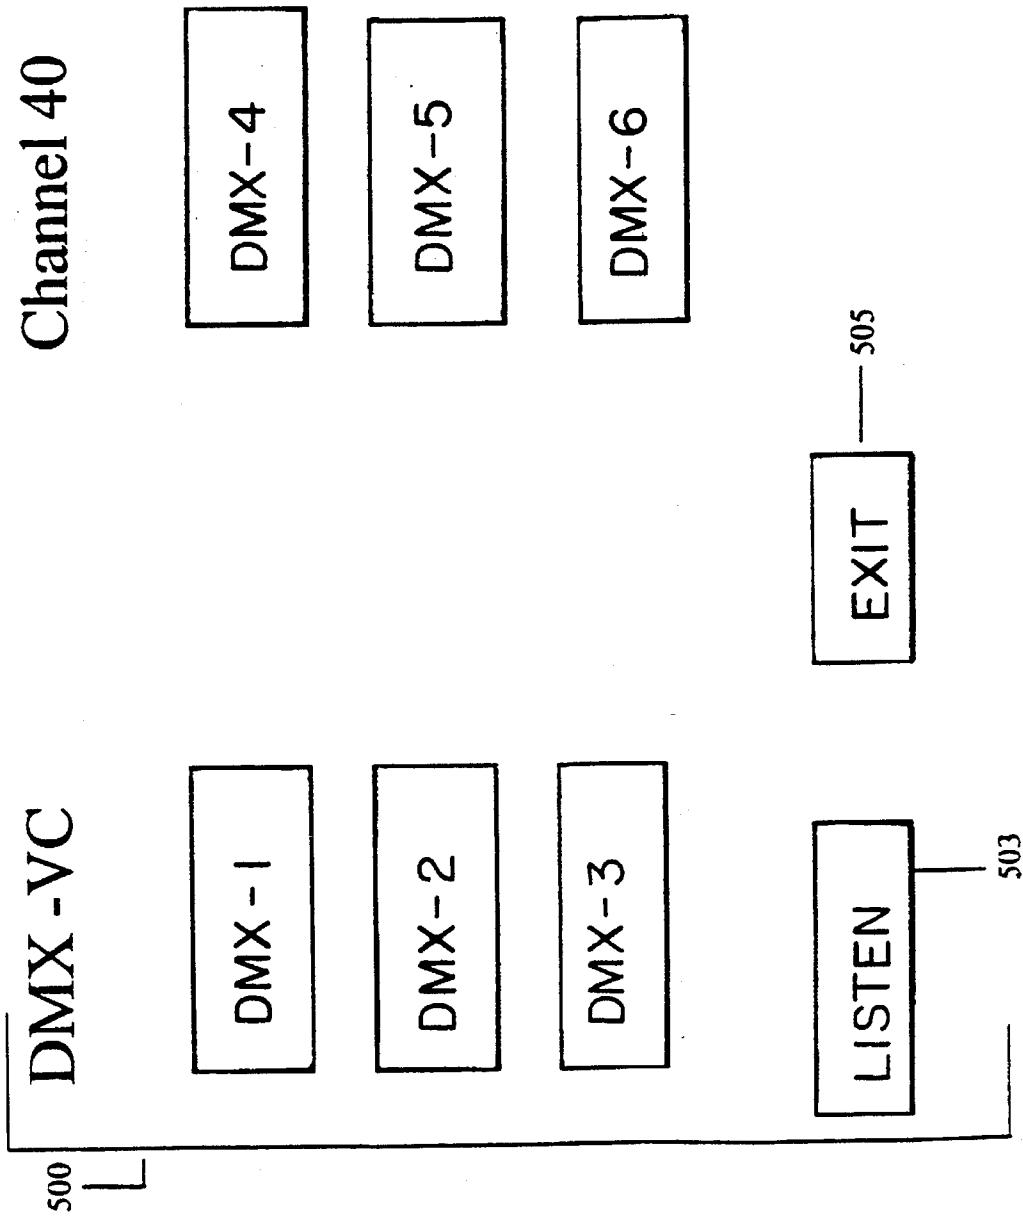 500
DMX -VC
Channel 40
DMX-1
DMX-4
DMX-2
DMX-5
DMX-3
DMX-6
LISTEN
503
EXIT
505